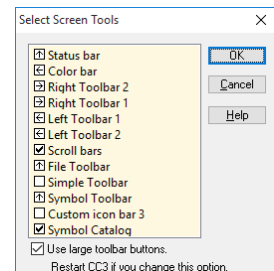 Select Screen Tools
Status bar
Color bar
Right Toolbar 2
Right Toolbar 1
Left Toolbar 1
Left Toolbar 2
Scroll bars
File Toolbar
Simple Toolbar
Symbol Toolbar
Custom icon bar 3
Symbol Catalog
OK
Cancel
Help
Use large toolbar buttons.
Restart CC3 if you change this option.